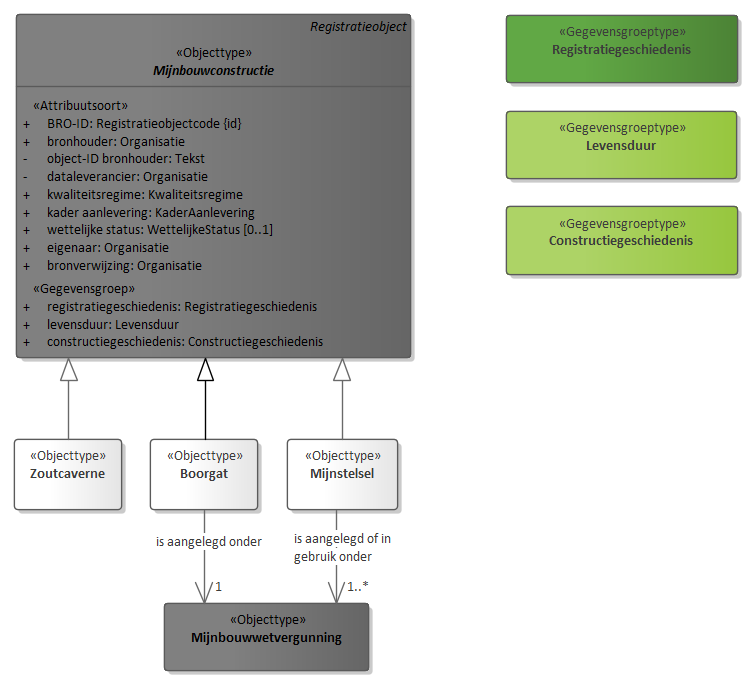 Registratieobject
«Objecttype»
Mijnbouwconstructie
«Attribuutsoort»
+ BRO-ID: Registratieobjectcode {id}
+ bronhouder: Organisatie
- object-ID bronhouder: Tekst
- dataleverancier: Organisatie
+ kwaliteitsregime: Kwaliteitsregime
+ kader aanlevering: KaderAanlevering
+ wettelijke status: WettelijkeStatus [0..1]
+ eigenaar: Organisatie
+ bronverwijzing: Organisatie
«Gegevensgroep»
+ registratiegeschiedenis: Registratiegeschiedenis
+ levensduur: Levensduur
+ constructiegeschiedenis: Constructiegeschiedenis
«Gegevensgroeptype»
Registratiegeschiedenis
«Gegevensgroeptype»
Levensduur
«Gegevensgroeptype»
Constructiegeschiedenis
«Objecttype»
Zoutcaverne
«Objecttype»
Boorgat
«Objecttype»
Mijnstelsel
is aangelegd onder
1
is aangelegd of in
gebruik onder
1..*
«Objecttype»
Mijnbouwwetvergunning